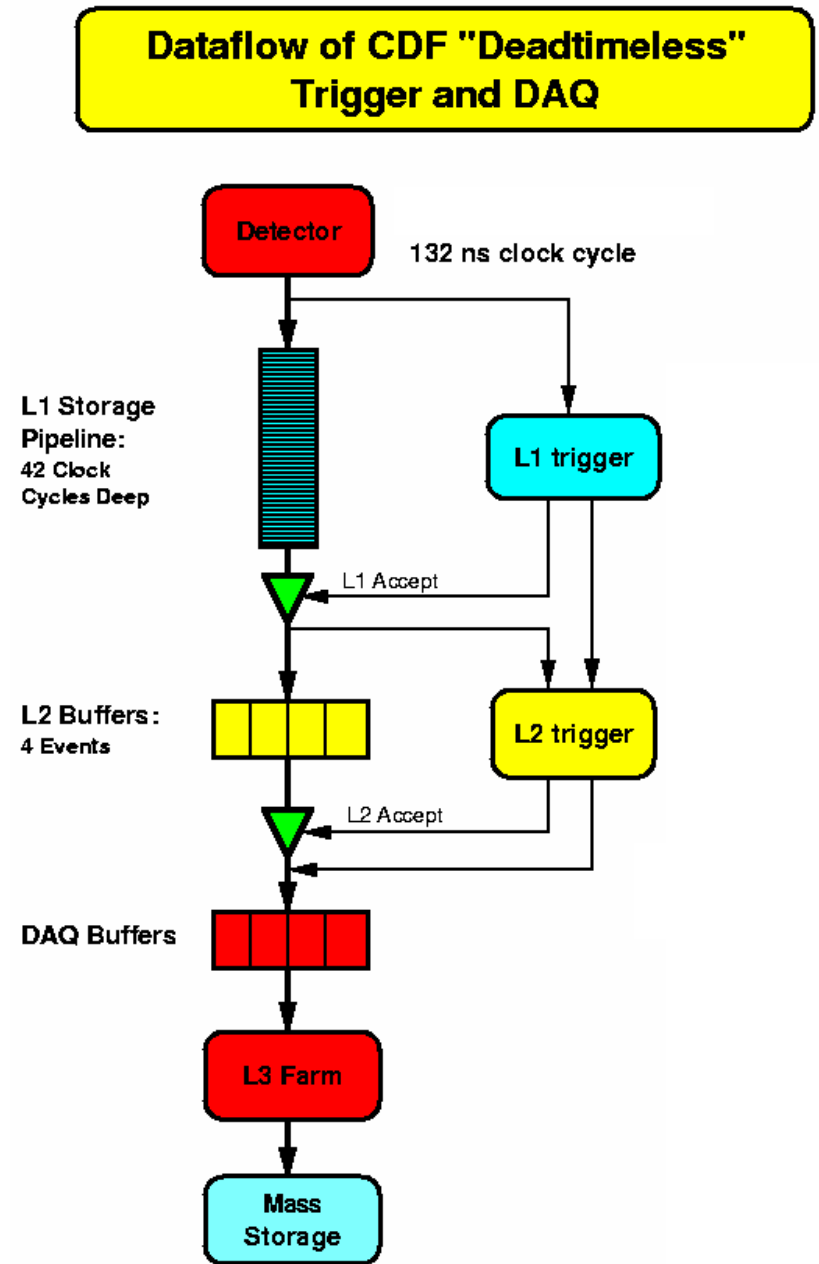 Dataflow of CDF "Deadtimeless"
Trigger and DAQ
Detector
132 ns clock cycle
L1 Storage
Pipeline:
42 Clock
Cycles Deep
L1 trigger
L1 Accept
L2 Buffers:
4 Events
L2 trigger
L2 Accept
DAQ Buffers
L3 Farm
Mass
Storage